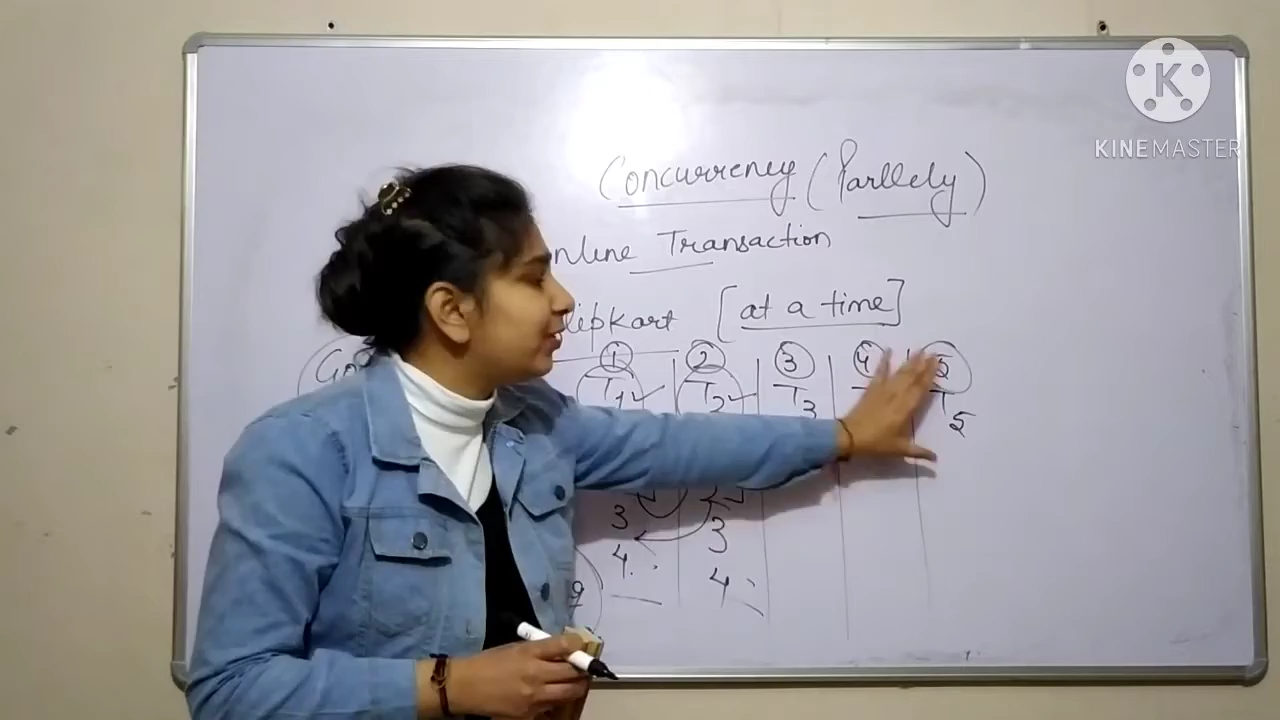 K
KINEMASTER
Concurrency (Parllely)
nline Transaction
lipkart [at a time]
1 2 3 4 5
T1 T2 T3 T T5
3 3
4 4